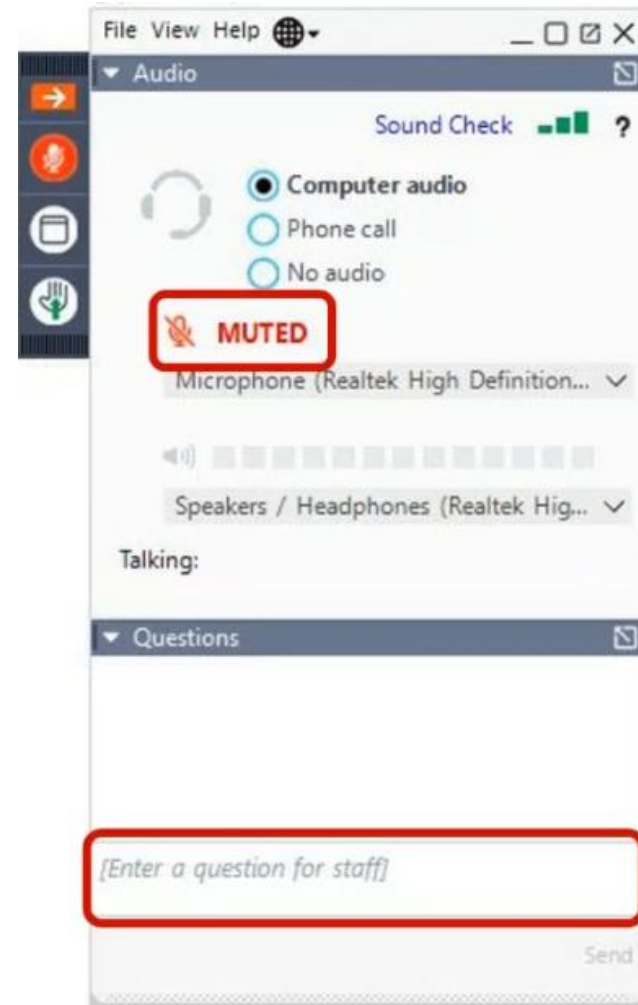 File View Help
Audio
Sound Check ?
Computer audio
Phone call
No audio
MUTED
Microphone (Realtek High Definition...
Speakers / Headphones (Realtek Hig...
Talking:
Questions
[Enter a question for staff]
Send